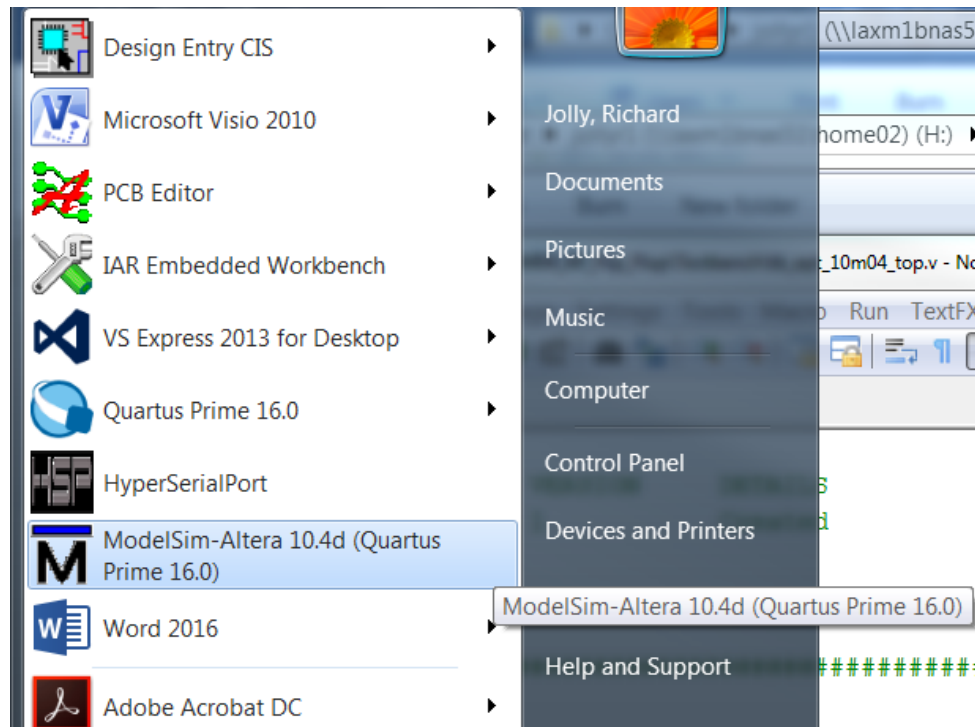 Design Entry CIS
Microsoft Visio 2010
PCB Editor
IAR Embedded Workbench
VS Express 2013 for Desktop
Quartus Prime 16.0
HyperSerialPort
HSP
ModelSim-Altera 10.4d (Quartus
Prime 16.0)
M
Word 2016
Adobe Acrobat DC
Jolly, Richard
Documents
Pictures
Music
Computer
Control Panel
Devices and Printers
Help and Support
ModelSim-Altera 10.4d (Quartus Prime 16.0)
(\\laxm1bnas5
home02) (H:)
_10m04_top.v - No
Run TextFX
###########